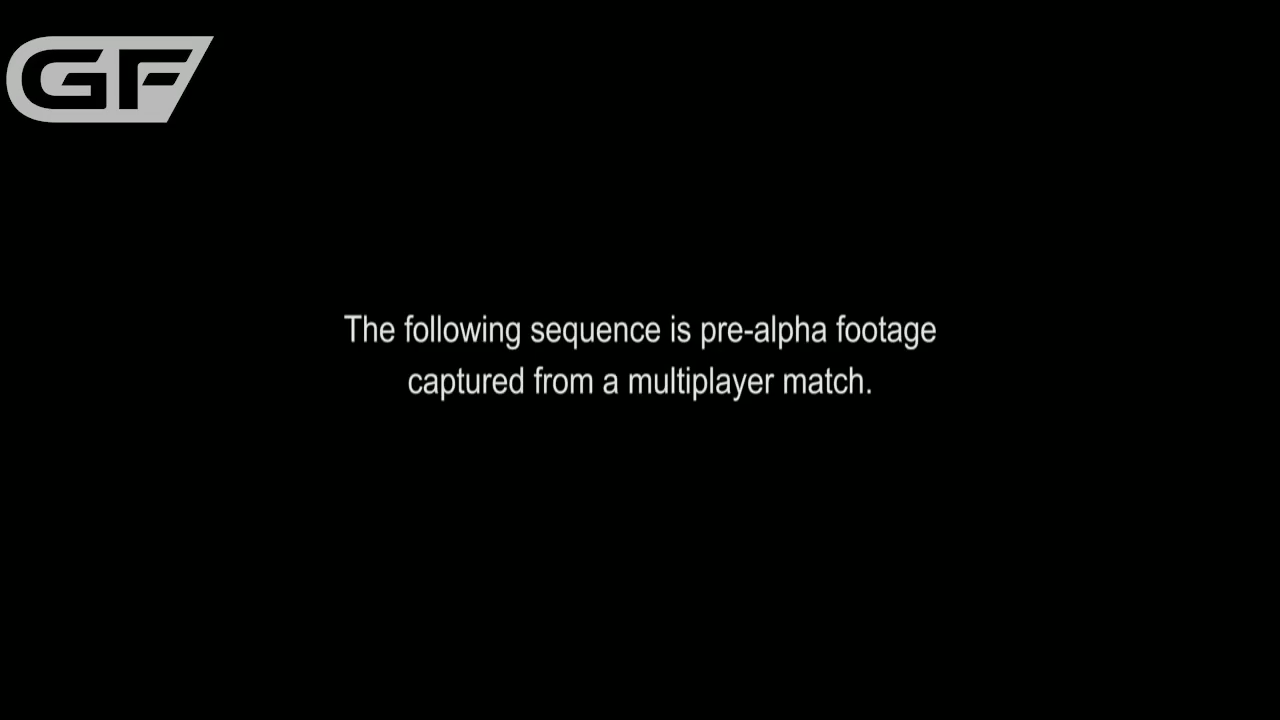 GF
The following sequence is pre-alpha footage
captured from a multiplayer match.